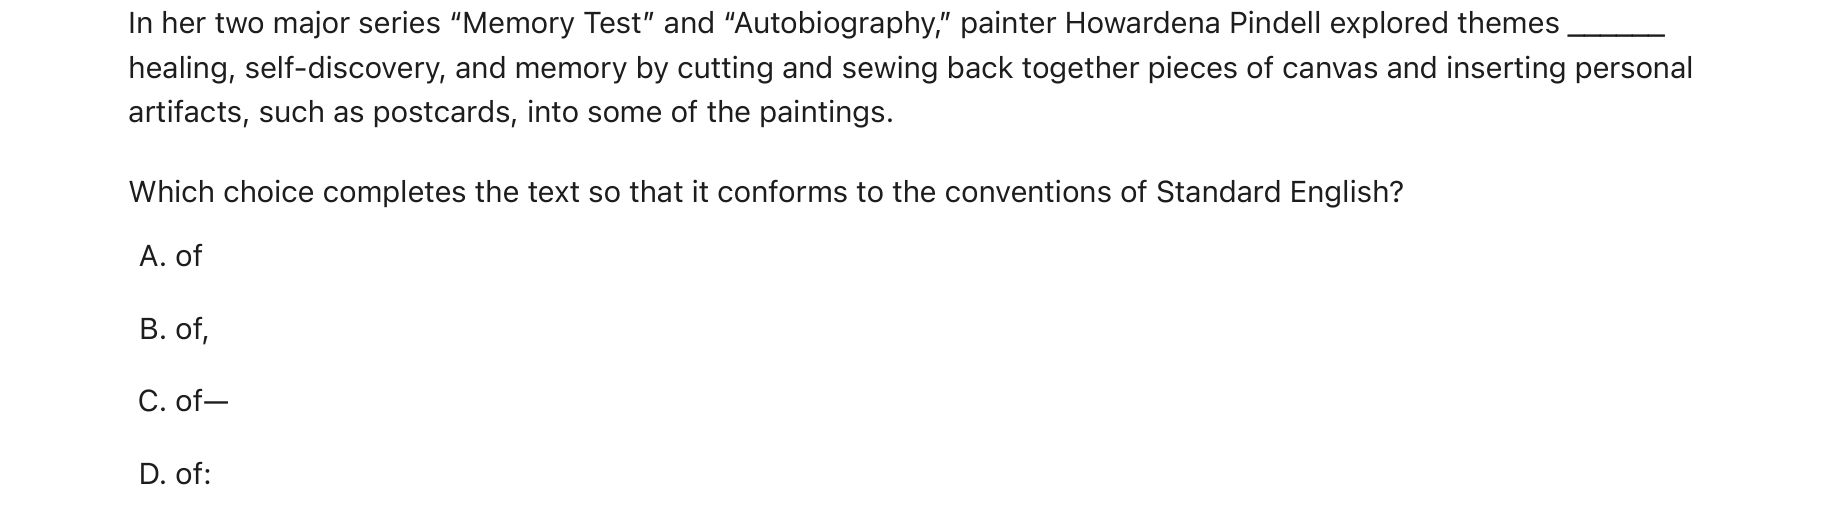 In her two major series “Memory Test” and “Autobiography,” painter Howardena Pindell explored themes ______
healing, self-discovery, and memory by cutting and sewing back together pieces of canvas and inserting personal
artifacts, such as postcards, into some of the paintings.
Which choice completes the text so that it conforms to the conventions of Standard English?
A. of
B. of,
C. of—
D. of: